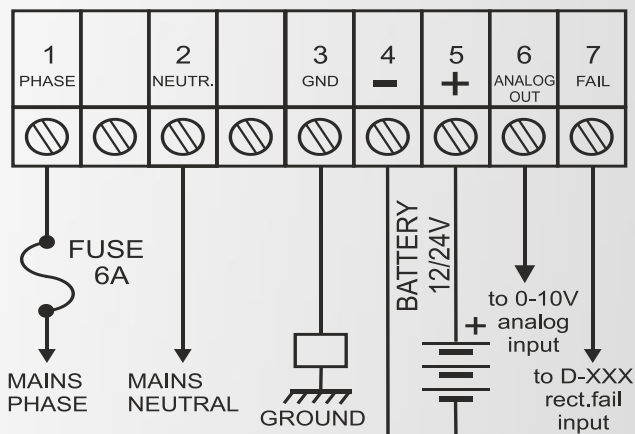 1 2 3 4 5 6 7
PHASE NEUTR. GND - + ANALOG OUT FAIL
FUSE
6A
BATTERY
12/24V
+
MAINS
PHASE
MAINS
NEUTRAL
GROUND
to 0-10V
analog
input
to D-XXX
rect.fail
input